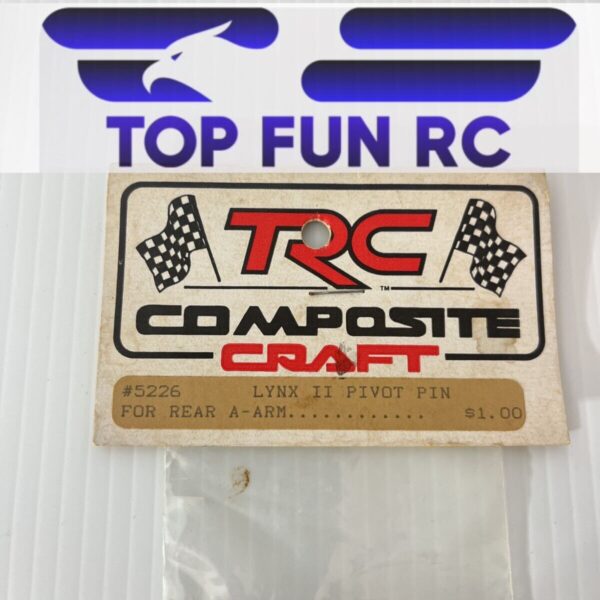 TOP FUN RC
TRC
TM
COMPOSITE
CRAFT
#5226 LYNX II PIVOT PIN
FOR REAR A-ARM............ $1.00